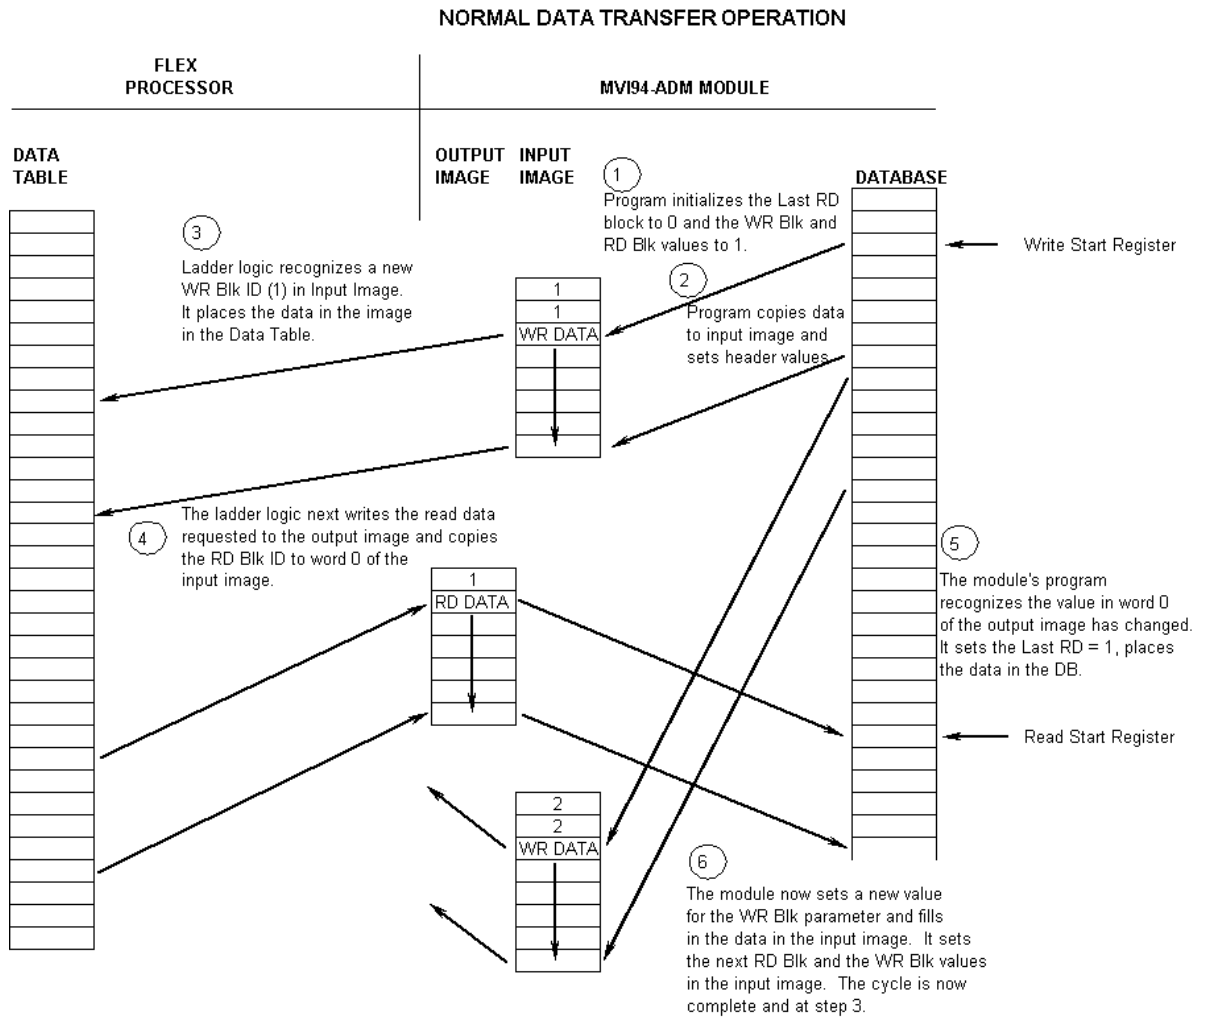 NORMAL DATA TRANSFER OPERATION
FLEX
PROCESSOR
MVI94-ADM MODULE
DATA
TABLE
OUTPUT
IMAGE
INPUT
IMAGE
DATABASE
1
Program initializes the Last RD
block to 0 and the WR Blk and
RD Blk values to 1.
Write Start Register
2
Program copies data
to input image and
sets header values.
3
Ladder logic recognizes a new
WR Blk ID (1) in Input Image.
It places the data in the image
in the Data Table.
1
1
WR DATA
4
The ladder logic next writes the read data
requested to the output image and copies
the RD Blk ID to word 0 of the
input image.
1
RD DATA
5
The module's program
recognizes the value in word 0
of the output image has changed.
It sets the Last RD = 1, places
the data in the DB.
Read Start Register
2
2
WR DATA
6
The module now sets a new value
for the WR Blk parameter and fills
in the data in the input image. It sets
the next RD Blk and the WR Blk values
in the input image. The cycle is now
complete and at step 3.